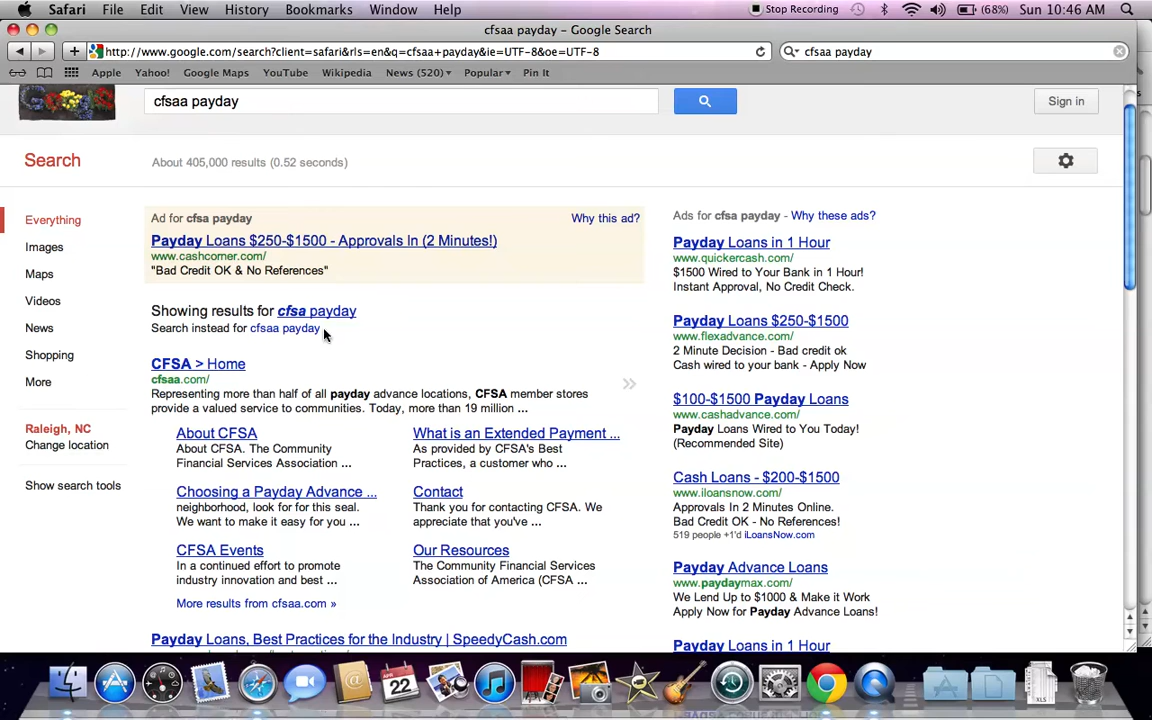 Safari File Edit View History Bookmarks Window Help Stop Recording (68%) Sun 10:46 AM
cfsaa payday – Google Search
http://www.google.com/search?client=safari&rls=en&q=cfsaa+payday&ie=UTF-8&oe=UTF-8 cfsaa payday
Apple Yahoo! Google Maps YouTube Wikipedia News (520) Popular Pin It
cfsaa payday
Sign in
Search
About 405,000 results (0.52 seconds)
Everything
Images
Maps
Videos
News
Shopping
More
Raleigh, NC
Change location
Show search tools
Ad for cfsa payday
Why this ad?
Payday Loans $250-$1500 - Approvals In (2 Minutes!)
www.cashcorner.com/
"Bad Credit OK & No References"
Showing results for cfsa payday
Search instead for cfsaa payday
CFSA > Home
cfsaa.com/
Representing more than half of all payday advance locations, CFSA member stores
provide a valued service to communities. Today, more than 19 million ...
About CFSA
About CFSA. The Community
Financial Services Association ...
What is an Extended Payment ...
As provided by CFSA's Best
Practices, a customer who ...
Choosing a Payday Advance ...
neighborhood, look for for this seal.
We want to make it easy for you ...
Contact
Thank you for contacting CFSA. We
appreciate that you've ...
CFSA Events
In a continued effort to promote
industry innovation and best ...
Our Resources
The Community Financial Services
Association of America (CFSA ...
More results from cfsaa.com »
Payday Loans, Best Practices for the Industry | SpeedyCash.com
Ads for cfsa payday - Why these ads?
Payday Loans in 1 Hour
www.quickercash.com/
$1500 Wired to Your Bank in 1 Hour!
Instant Approval, No Credit Check.
Payday Loans $250-$1500
www.flexadvance.com/
2 Minute Decision - Bad credit ok
Cash wired to your bank - Apply Now
$100-$1500 Payday Loans
www.cashadvance.com/
Payday Loans Wired to You Today!
(Recommended Site)
Cash Loans - $200-$1500
www.iloansnow.com/
Approvals In 2 Minutes Online.
Bad Credit OK - No References!
519 people +1'd iLoansNow.com
Payday Advance Loans
www.paydaymax.com/
We Lend Up to $1000 & Make it Work
Apply Now for Payday Advance Loans!
Payday Loans in 1 Hour
APR
22
XLS